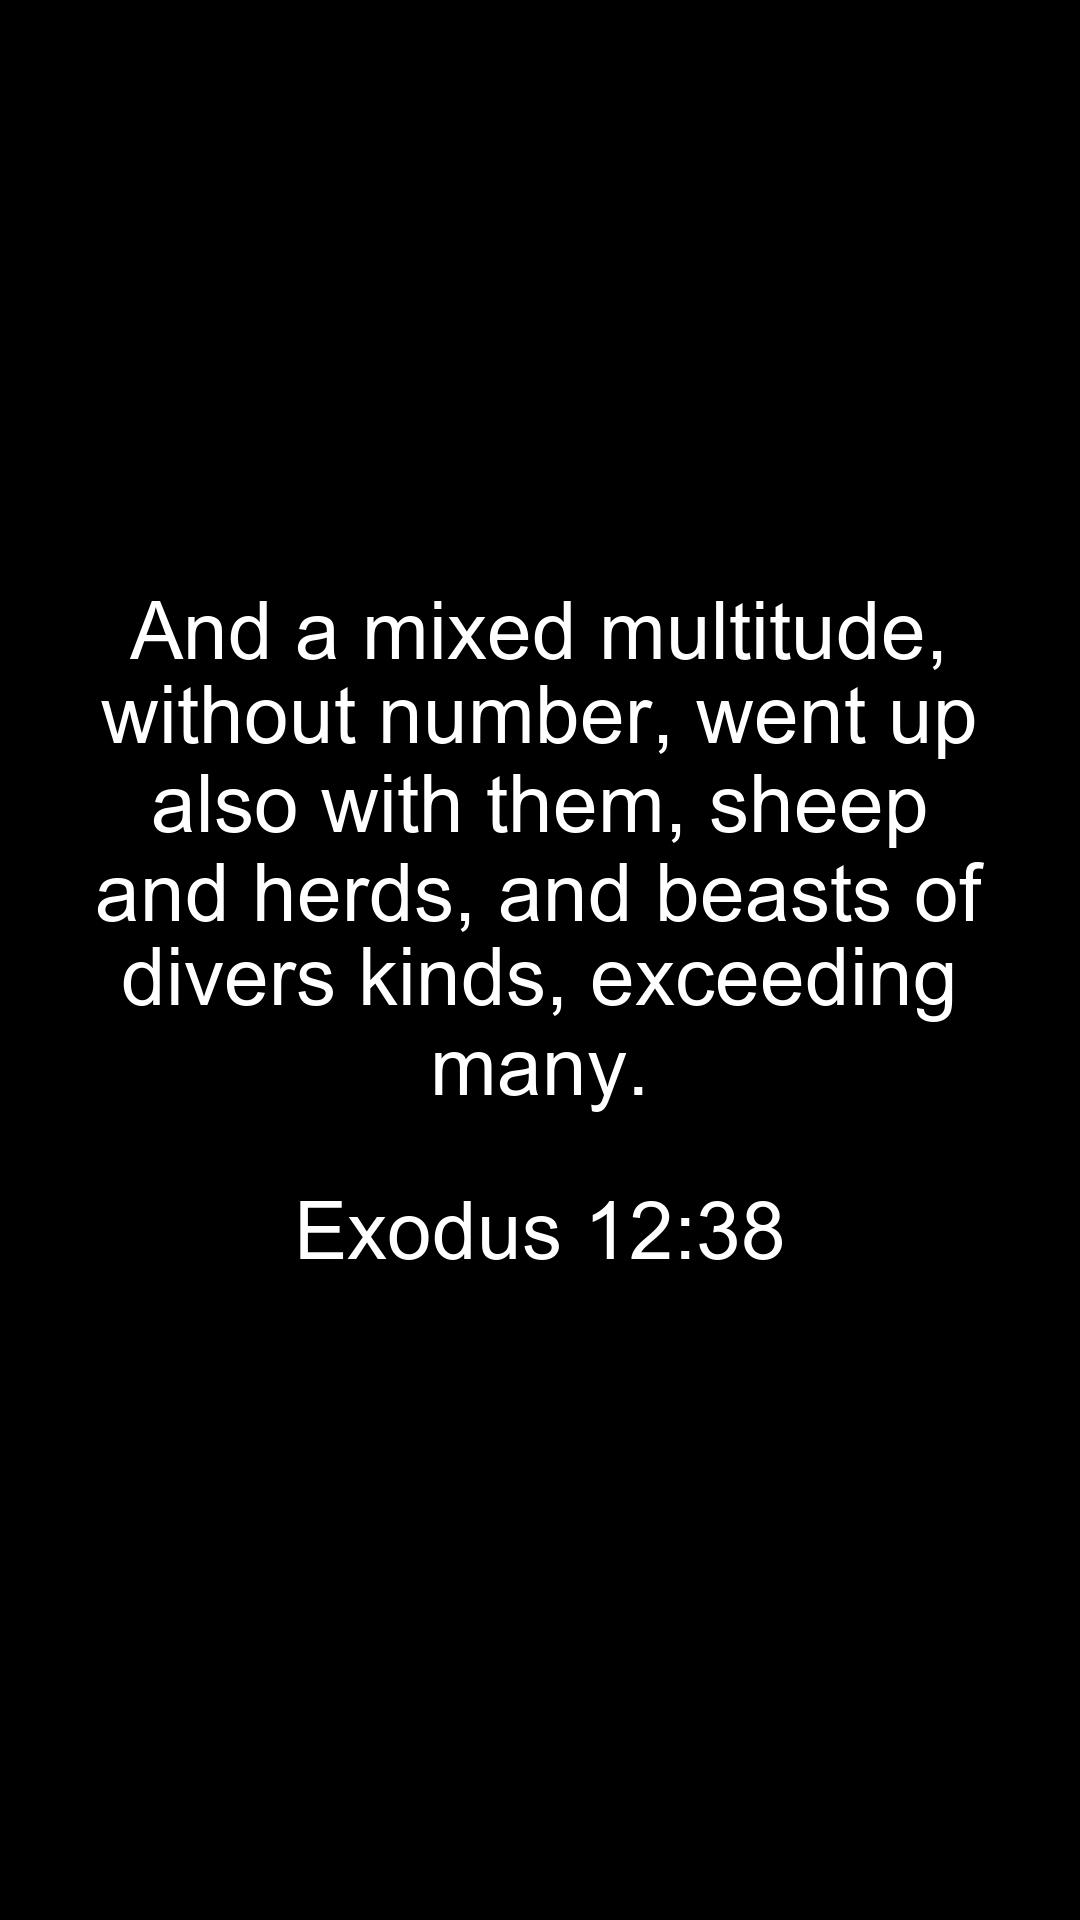 And a mixed multitude,
without number, went up
also with them, sheep
and herds, and beasts of
divers kinds, exceeding
many.
Exodus 12:38